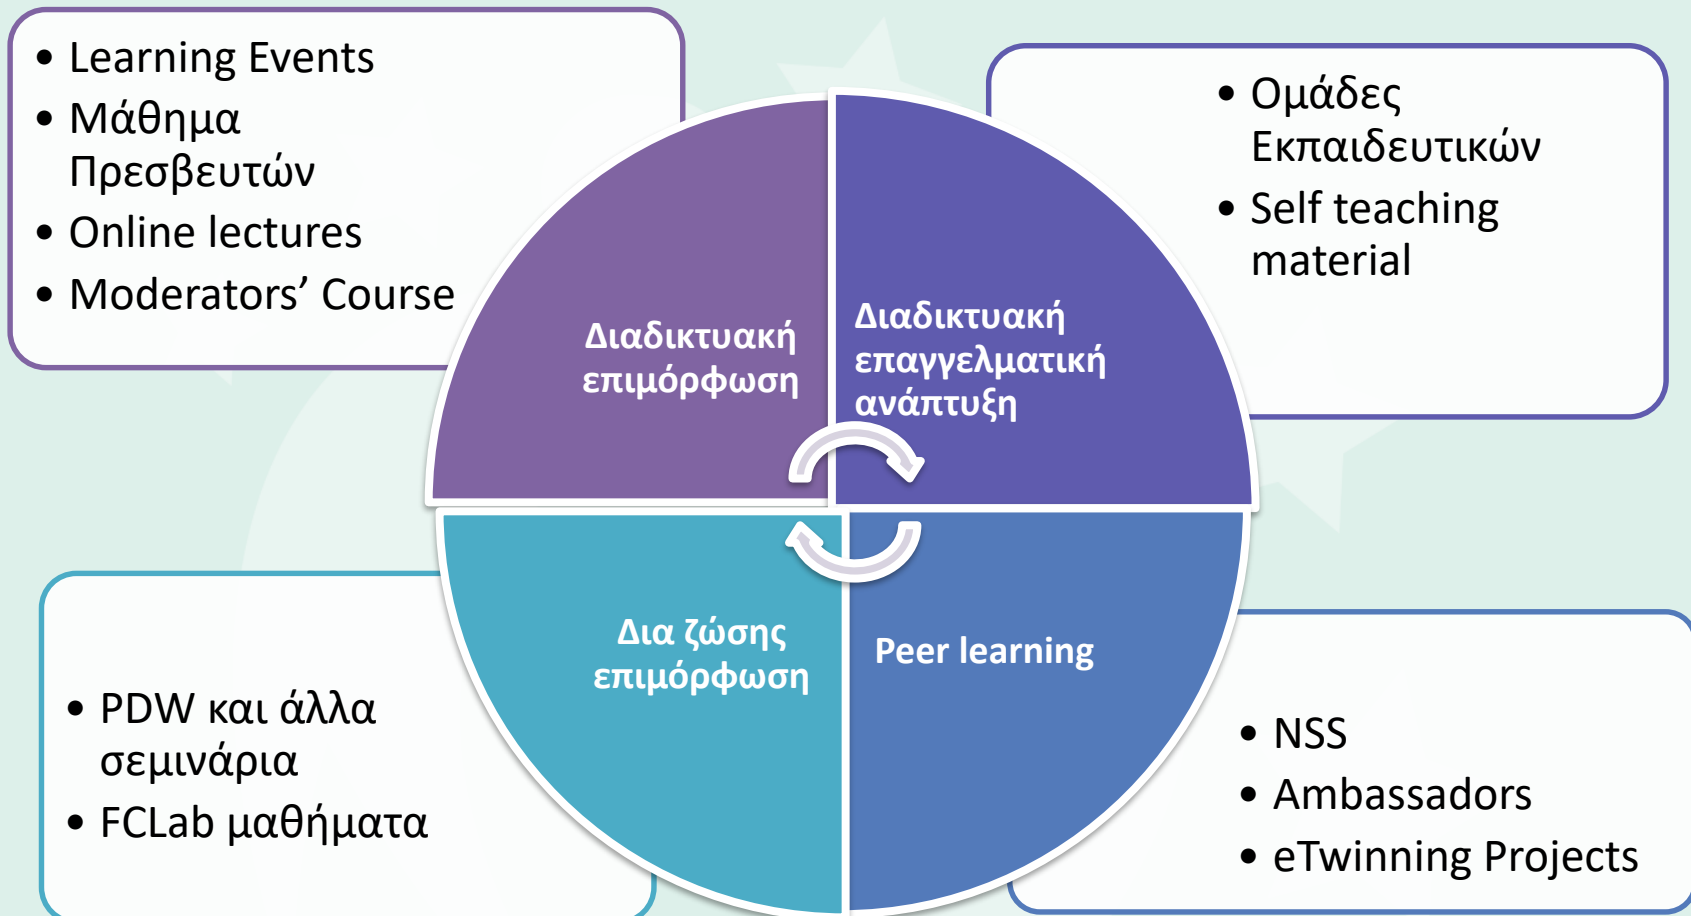 • Learning Events
• Μάθημα
Πρεσβευτών
• Online lectures
• Moderators’ Course
• Ομάδες
Εκπαιδευτικών
• Self teaching
material
Διαδικτυακή
επιμόρφωση
Διαδικτυακή
επαγγελματική
ανάπτυξη
Δια ζώσης
επιμόρφωση
Peer learning
• PDW και άλλα
σεμινάρια
• FCLab μαθήματα
• NSS
• Ambassadors
• eTwinning Projects